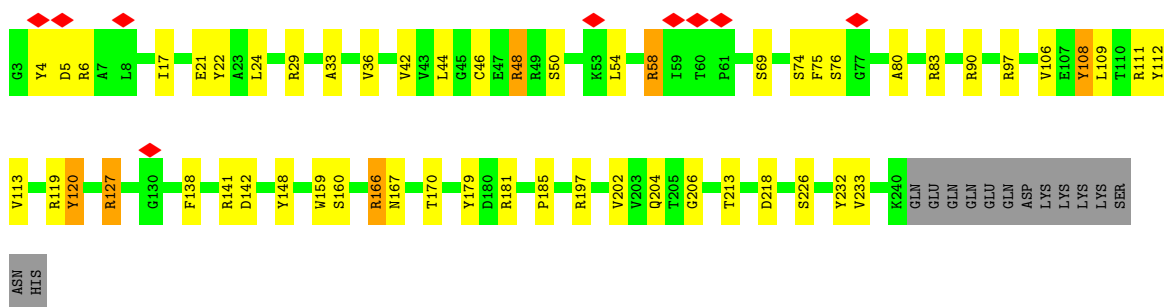 G3 Y4 D5 R6 A7 L8 I17 E21 Y22 A23 L24 R29 A33 V36 V42 V43 L44 G45 C46 E47 R48 R49 S50 K53 L54 R58 I59 T60 P61 S69 S74 F75 S76 G77 A80 R83 R90 R97 V106 E107 Y108 L109 T110 R111 Y112
V113 R119 Y120 R127 G130 F138 R141 D142 Y148 W159 S160 R166 N167 T170 Y179 D180 R181 P185 R197 V202 V203 Q204 T205 G206 T213 D218 S226 Y232 V233 K240 GLN GLU GLN GLN GLU GLN ASP LYS LYS LYS LYS SER
ASN HIS